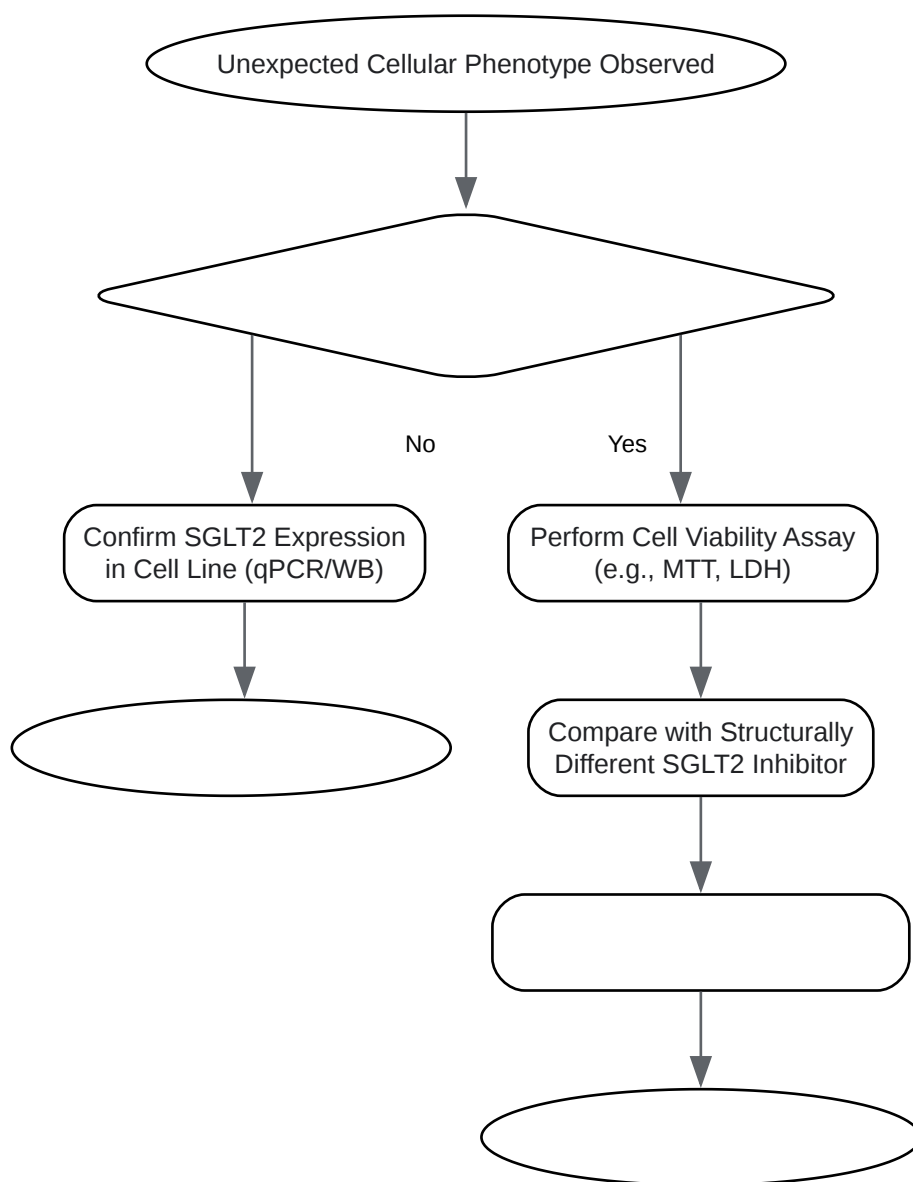 Unexpected Cellular Phenotype Observed
No
Yes
Confirm SGLT2 Expression
in Cell Line (qPCR/WB)
Perform Cell Viability Assay
(e.g., MTT, LDH)
Compare with Structurally
Different SGLT2 Inhibitor